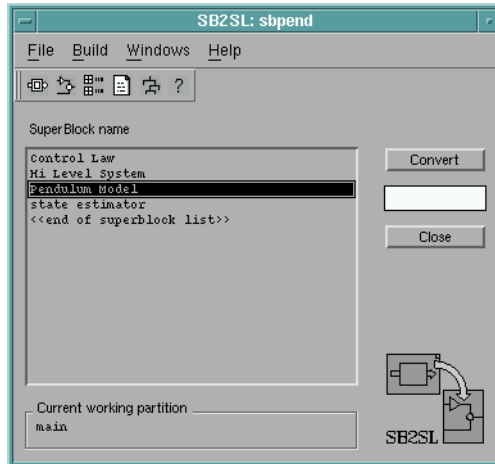 SB2SL: sbpend
File Build Windows Help
?
SuperBlock name
Control Law
Hi Level System
Pendulum Model
state estimator
<<end of superblock list>>
Convert
Close
Current working partition
main
SB2SL